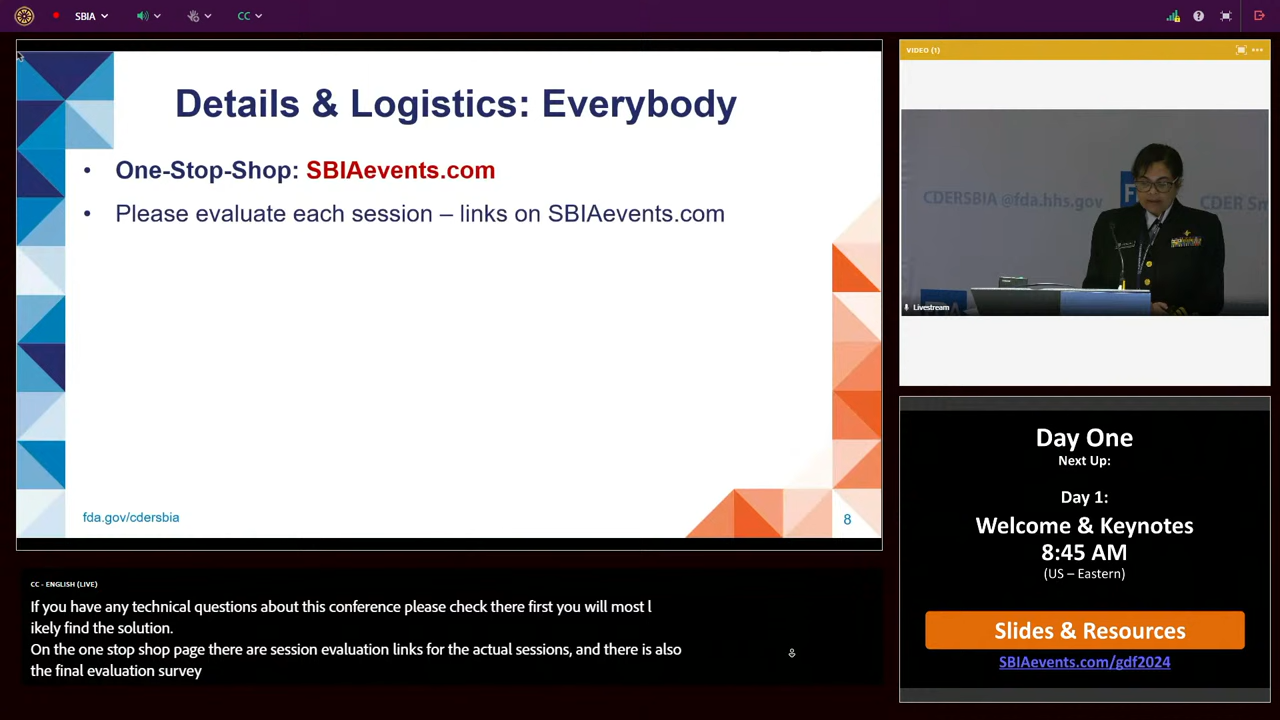 SBIA
CC
Details & Logistics: Everybody
• One-Stop-Shop: SBIAevents.com
• Please evaluate each session – links on SBIAevents.com
fda.gov/cdersbia
8
CC - ENGLISH (LIVE)
If you have any technical questions about this conference please check there first you will most l
ikely find the solution.
On the one stop shop page there are session evaluation links for the actual sessions, and there is also
the final evaluation survey
VIDEO (1)
CDERSBIA @fda.hhs.gov
F
CDER Sm
Livestream
Day One
Next Up:
Day 1:
Welcome & Keynotes
8:45 AM
(US – Eastern)
Slides & Resources
SBIAevents.com/gdf2024